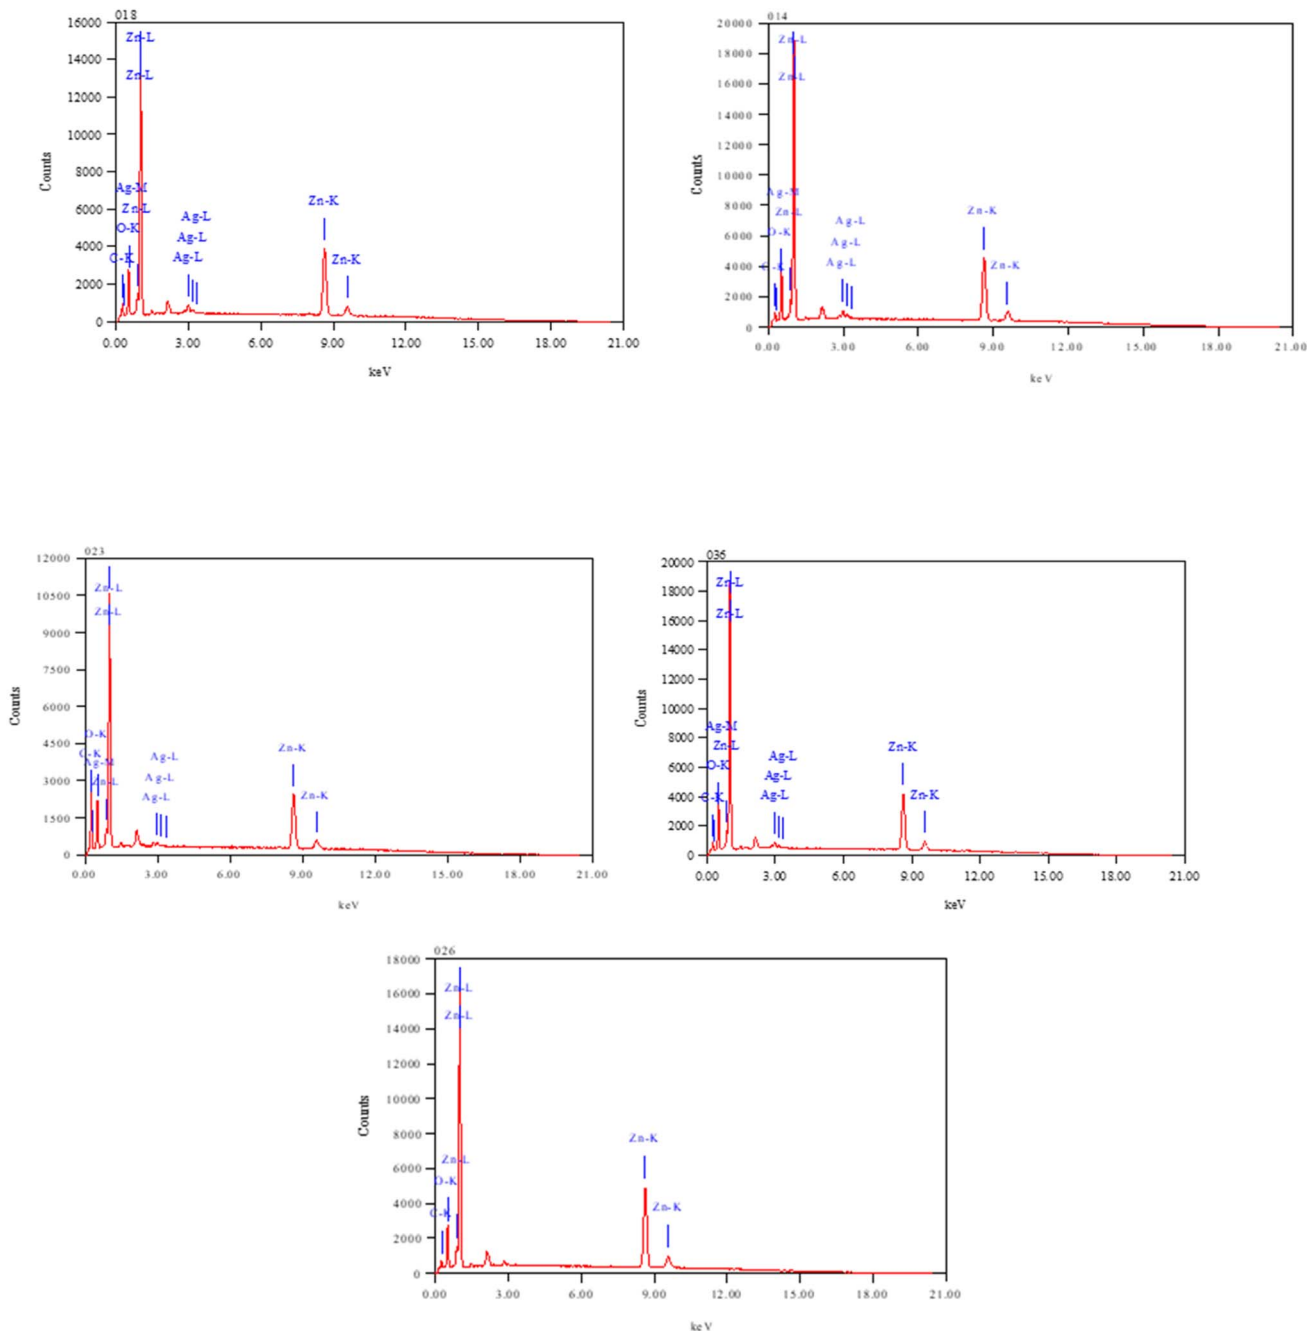 018
16000
14000
12000
10000
8000
6000
4000
2000
0
Counts
Zn-L
Zn-L
Ag-M
Zn-L
O-K
C-K
Ag-L
Ag-L
Ag-L
Zn-K
Zn-K
0.00 3.00 6.00 9.00 12.00 15.00 18.00 21.00
keV
014
20000
18000
16000
14000
12000
10000
8000
6000
4000
2000
0
Counts
Zn-L
Zn-L
Ag-M
Zn-L
O-K
C-K
Ag-L
Ag-L
Ag-L
Zn-K
Zn-K
0.00 3.00 6.00 9.00 12.00 15.00 18.00 21.00
keV
023
12000
10500
9000
7500
6000
4500
3000
1500
0
Counts
Zn-L
Zn-L
O-K
C-K
Ag-M
Zn-L
Ag-L
Ag-L
Ag-L
Zn-K
Zn-K
0.00 3.00 6.00 9.00 12.00 15.00 18.00 21.00
keV
036
20000
18000
16000
14000
12000
10000
8000
6000
4000
2000
0
Counts
Zn-L
Zn-L
Ag-M
Zn-L
O-K
C-K
Ag-L
Ag-L
Ag-L
Zn-K
Zn-K
0.00 3.00 6.00 9.00 12.00 15.00 18.00 21.00
keV
026
18000
16000
14000
12000
10000
8000
6000
4000
2000
0
Counts
Zn-L
Zn-L
Zn-L
O-K
C-K
Zn-K
Zn-K
0.00 3.00 6.00 9.00 12.00 15.00 18.00 21.00
keV